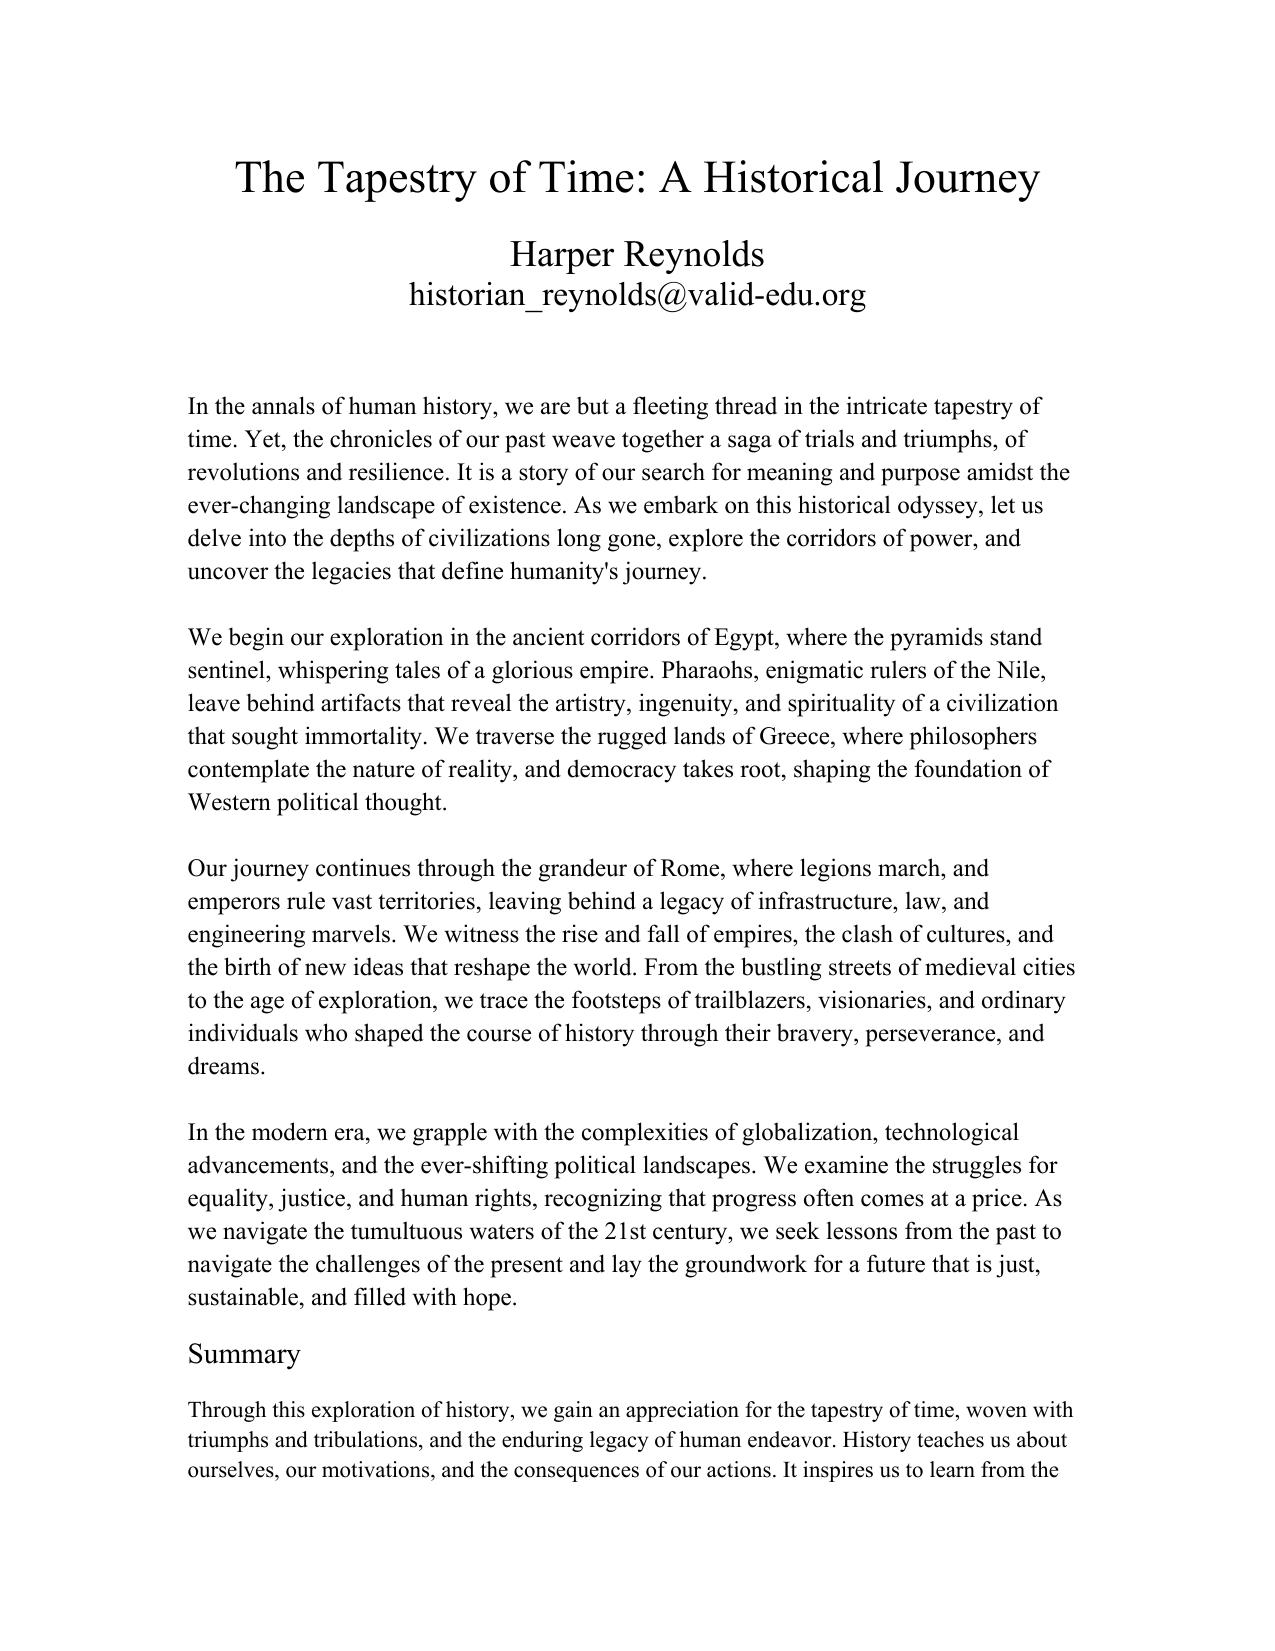 The Tapestry of Time: A Historical Journey
Harper Reynolds
historian_reynolds@valid-edu.org
In the annals of human history, we are but a fleeting thread in the intricate tapestry of
time. Yet, the chronicles of our past weave together a saga of trials and triumphs, of
revolutions and resilience. It is a story of our search for meaning and purpose amidst the
ever-changing landscape of existence. As we embark on this historical odyssey, let us
delve into the depths of civilizations long gone, explore the corridors of power, and
uncover the legacies that define humanity's journey.
We begin our exploration in the ancient corridors of Egypt, where the pyramids stand
sentinel, whispering tales of a glorious empire. Pharaohs, enigmatic rulers of the Nile,
leave behind artifacts that reveal the artistry, ingenuity, and spirituality of a civilization
that sought immortality. We traverse the rugged lands of Greece, where philosophers
contemplate the nature of reality, and democracy takes root, shaping the foundation of
Western political thought.
Our journey continues through the grandeur of Rome, where legions march, and
emperors rule vast territories, leaving behind a legacy of infrastructure, law, and
engineering marvels. We witness the rise and fall of empires, the clash of cultures, and
the birth of new ideas that reshape the world. From the bustling streets of medieval cities
to the age of exploration, we trace the footsteps of trailblazers, visionaries, and ordinary
individuals who shaped the course of history through their bravery, perseverance, and
dreams.
In the modern era, we grapple with the complexities of globalization, technological
advancements, and the ever-shifting political landscapes. We examine the struggles for
equality, justice, and human rights, recognizing that progress often comes at a price. As
we navigate the tumultuous waters of the 21st century, we seek lessons from the past to
navigate the challenges of the present and lay the groundwork for a future that is just,
sustainable, and filled with hope.
Summary
Through this exploration of history, we gain an appreciation for the tapestry of time, woven with
triumphs and tribulations, and the enduring legacy of human endeavor. History teaches us about
ourselves, our motivations, and the consequences of our actions. It inspires us to learn from the